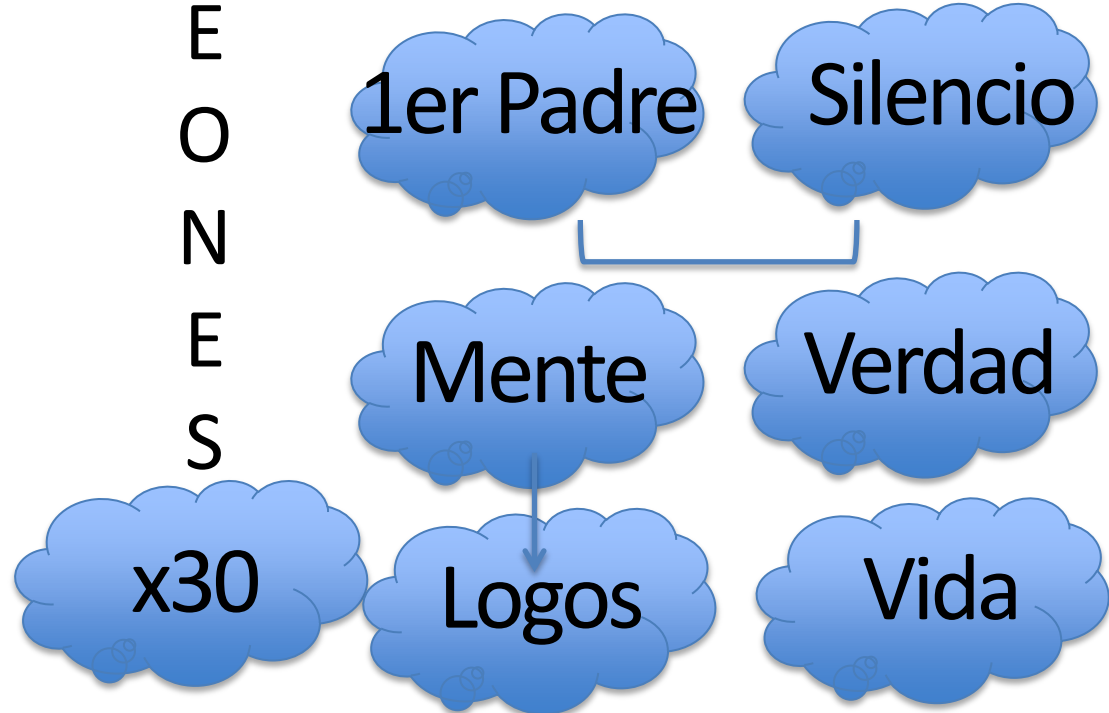 E
O
N
E
S
1er Padre
Silencio
Mente
Verdad
x30
Logos
Vida